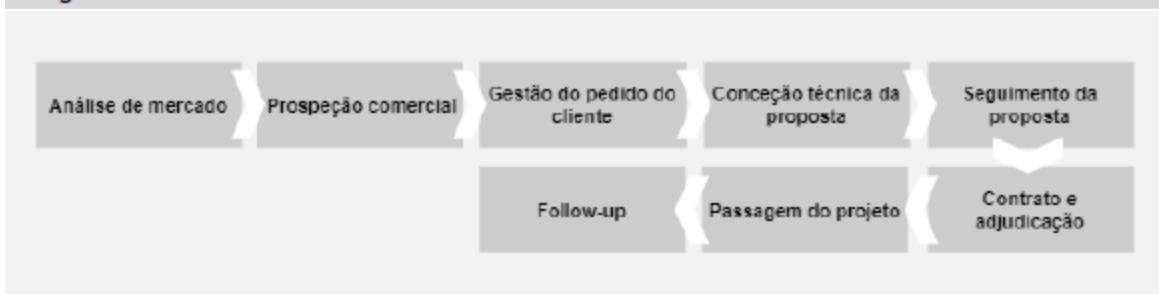 Análise de mercado
Prospeção comercial
Gestão do pedido do
cliente
Conceção técnica da
proposta
Seguimento da
proposta
Contrato e
adjudicação
Passagem do projeto
Follow-up